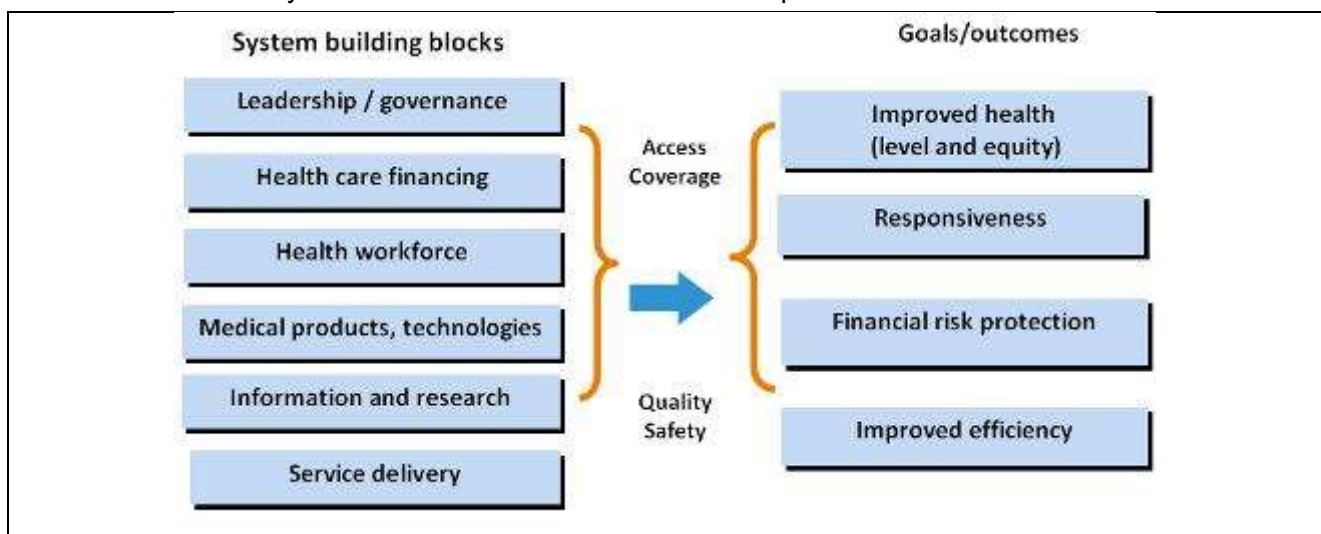 System building blocks
Leadership / governance
Health care financing
Health workforce
Medical products, technologies
Information and research
Service delivery
Access
Coverage
Quality
Safety
Goals/outcomes
Improved health
(level and equity)
Responsiveness
Financial risk protection
Improved efficiency